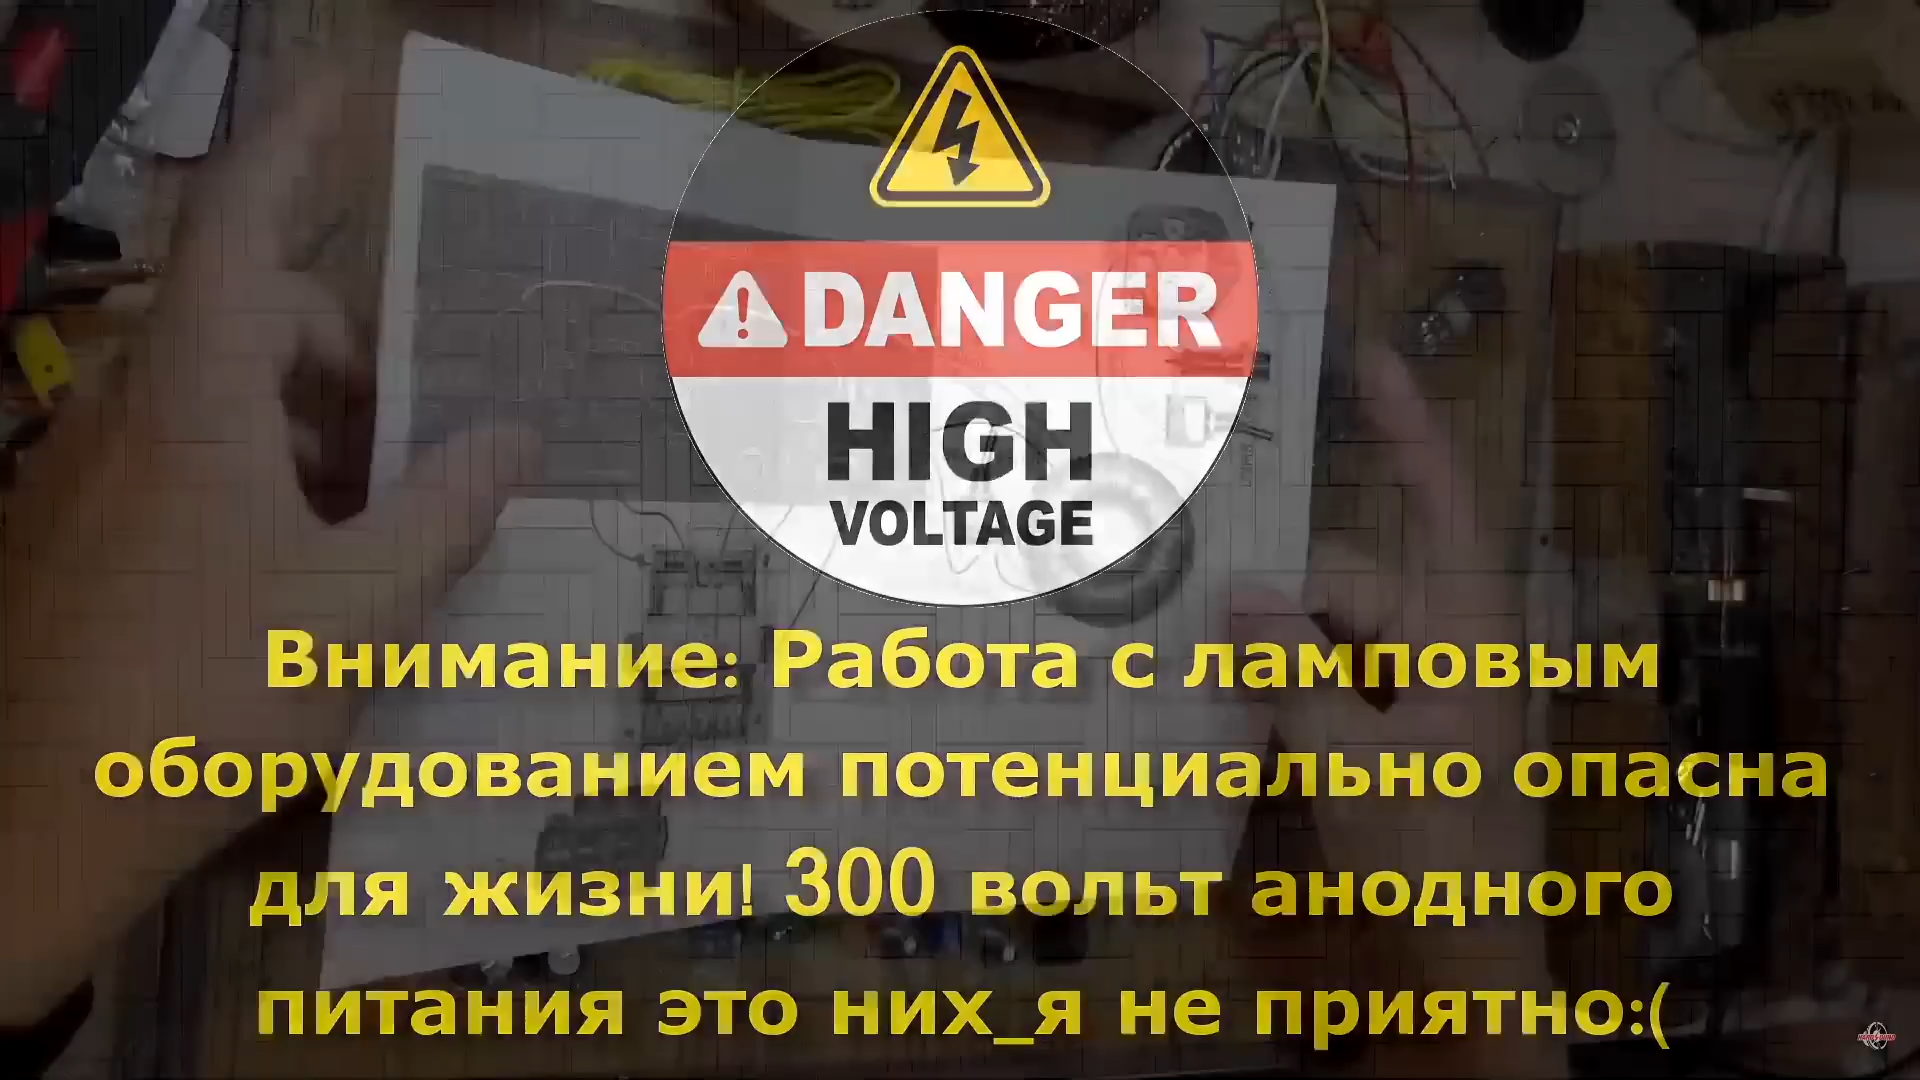 DANGER
HIGH
VOLTAGE
Внимание: Работа с ламповым
оборудованием потенциально опасна
для жизни! 300 вольт анодного
питания это них_я не приятно:(